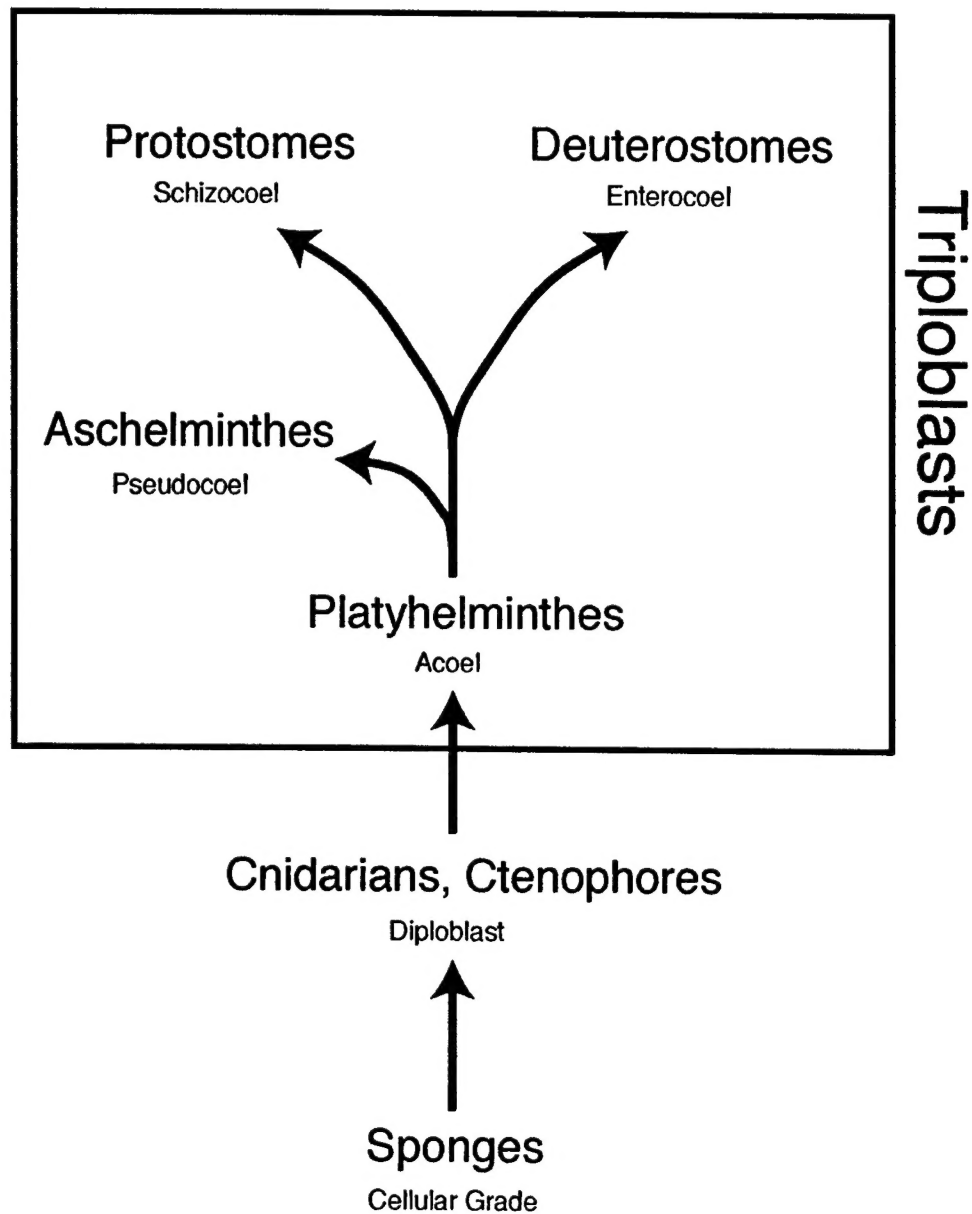 Protostomes
Schizocoel
Deuterostomes
Enterocoel
Triploblasts
Aschelminthes
Pseudocoel
Platyhelminthes
Acoel
Cnidarians, Ctenophores
Diploblast
Sponges
Cellular Grade